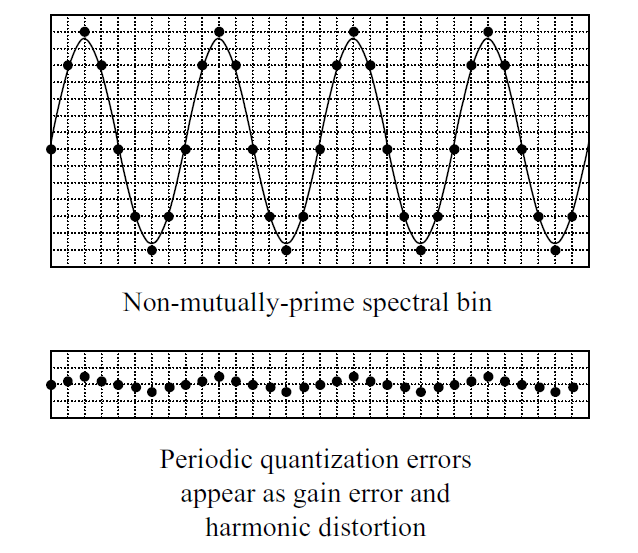 Non-mutually-prime spectral bin
Periodic quantization errors
appear as gain error and
harmonic distortion